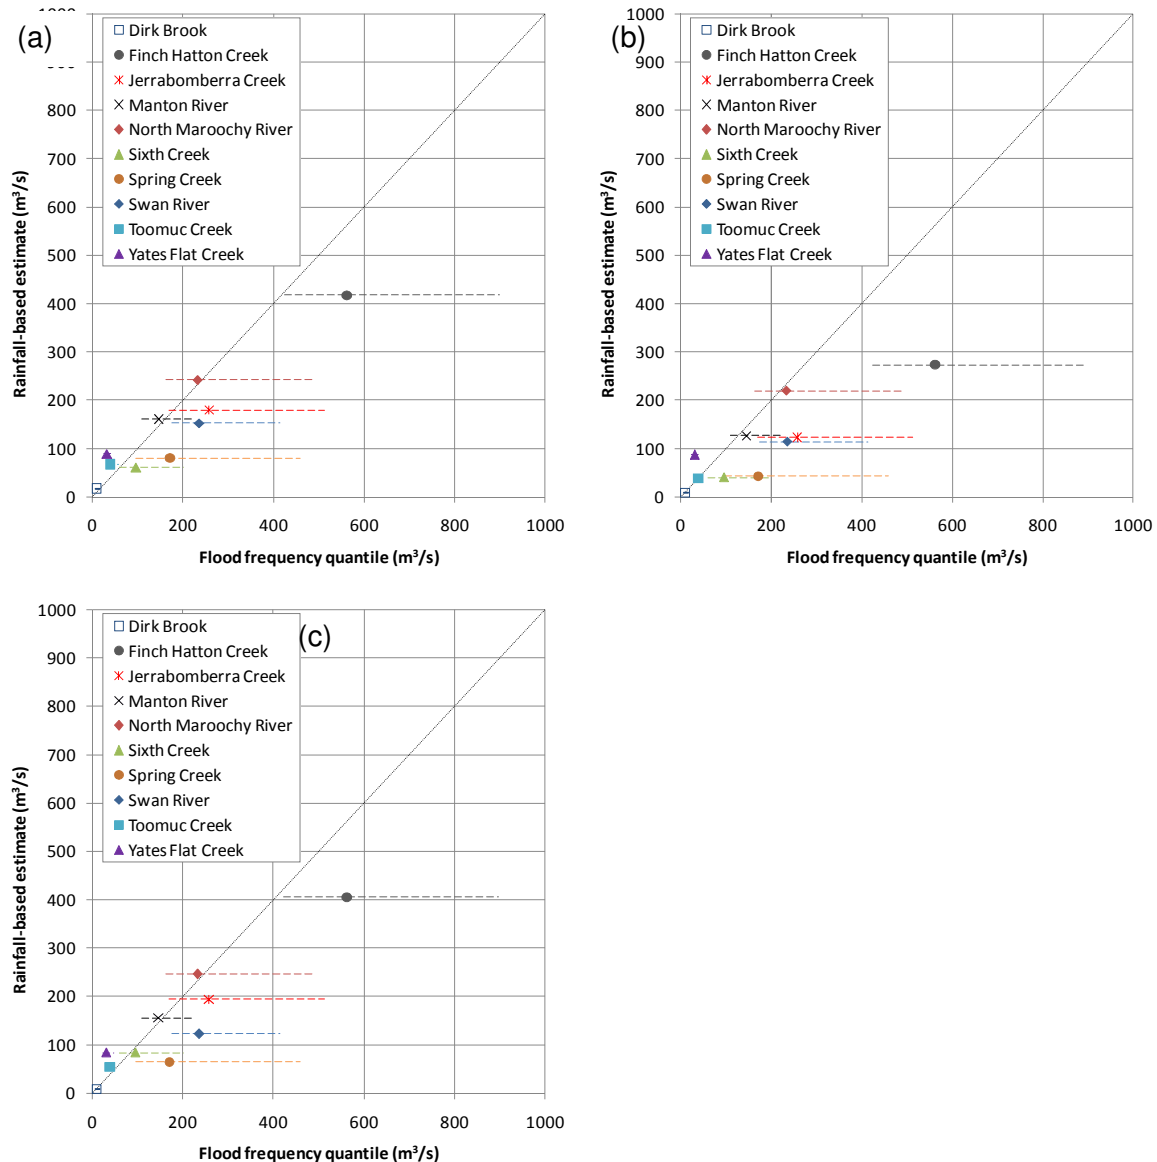 (a)
1000
900
800
700
600
500
400
300
200
100
0
Rainfall-based estimate (m³/s)
Dirk Brook
Finch Hatton Creek
Jerrabomberra Creek
Manton River
North Maroochy River
Sixth Creek
Spring Creek
Swan River
Toomuc Creek
Yates Flat Creek
0 200 400 600 800 1000
Flood frequency quantile (m³/s)
(b)
1000
900
800
700
600
500
400
300
200
100
0
Rainfall-based estimate (m³/s)
Dirk Brook
Finch Hatton Creek
Jerrabomberra Creek
Manton River
North Maroochy River
Sixth Creek
Spring Creek
Swan River
Toomuc Creek
Yates Flat Creek
0 200 400 600 800 1000
Flood frequency quantile (m³/s)
(c)
1000
900
800
700
600
500
400
300
200
100
0
Rainfall-based estimate (m³/s)
Dirk Brook
Finch Hatton Creek
Jerrabomberra Creek
Manton River
North Maroochy River
Sixth Creek
Spring Creek
Swan River
Toomuc Creek
Yates Flat Creek
0 200 400 600 800 1000
Flood frequency quantile (m³/s)